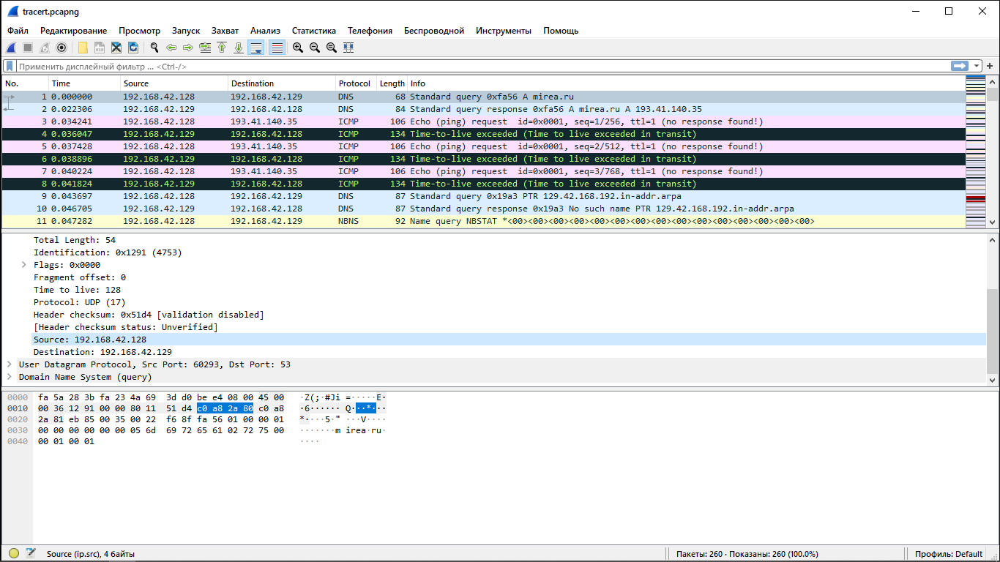 tracert.pcapng
Файл Редактирование Просмотр Запуск Захват Анализ Статистика Телефония Беспроводной Инструменты Помощь
Применить дисплейный фильтр ... <Ctrl-/>
No. Time Source Destination Protocol Length Info
1 0.000000 192.168.42.128 192.168.42.129 DNS 68 Standard query 0xfa56 A mirea.ru
2 0.022306 192.168.42.129 192.168.42.128 DNS 84 Standard query response 0xfa56 A mirea.ru A 193.41.140.35
3 0.034241 192.168.42.128 193.41.140.35 ICMP 106 Echo (ping) request id=0x0001, seq=1/256, ttl=1 (no response found!)
4 0.036047 192.168.42.129 192.168.42.128 ICMP 134 Time-to-live exceeded (Time to live exceeded in transit)
5 0.037428 192.168.42.128 193.41.140.35 ICMP 106 Echo (ping) request id=0x0001, seq=2/512, ttl=1 (no response found!)
6 0.038896 192.168.42.129 192.168.42.128 ICMP 134 Time-to-live exceeded (Time to live exceeded in transit)
7 0.040224 192.168.42.128 193.41.140.35 ICMP 106 Echo (ping) request id=0x0001, seq=3/768, ttl=1 (no response found!)
8 0.041824 192.168.42.129 192.168.42.128 ICMP 134 Time-to-live exceeded (Time to live exceeded in transit)
9 0.043697 192.168.42.128 192.168.42.129 DNS 87 Standard query 0x19a3 PTR 129.42.168.192.in-addr.arpa
10 0.046705 192.168.42.129 192.168.42.128 DNS 87 Standard query response 0x19a3 No such name PTR 129.42.168.192.in-addr.arpa
11 0.047282 192.168.42.128 192.168.42.129 NBNS 92 Name query NBSTAT *<00><00><00><00><00><00><00><00><00><00><00><00><00><00><00>
Total Length: 54
Identification: 0x1291 (4753)
Flags: 0x0000
Fragment offset: 0
Time to live: 128
Protocol: UDP (17)
Header checksum: 0x51d4 [validation disabled]
[Header checksum status: Unverified]
Source: 192.168.42.128
Destination: 192.168.42.129
User Datagram Protocol, Src Port: 60293, Dst Port: 53
Domain Name System (query)
0000 fa 5a 28 3b fa 23 4a 69 3d d0 be e4 08 00 45 00 ·Z(;·#Ji =·····E·
0010 00 36 12 91 00 00 80 11 51 d4 c0 a8 2a 80 c0 a8 ·6······ Q···*···
0020 2a 81 eb 85 00 35 00 22 f6 8f fa 56 01 00 00 01 *····5·" ···V····
0030 00 00 00 00 00 00 05 6d 69 72 65 61 02 72 75 00 ·······m irea·ru·
0040 00 01 00 01 ····
Source (ip.src), 4 байты Пакеты: 260 · Показаны: 260 (100.0%) Профиль: Default